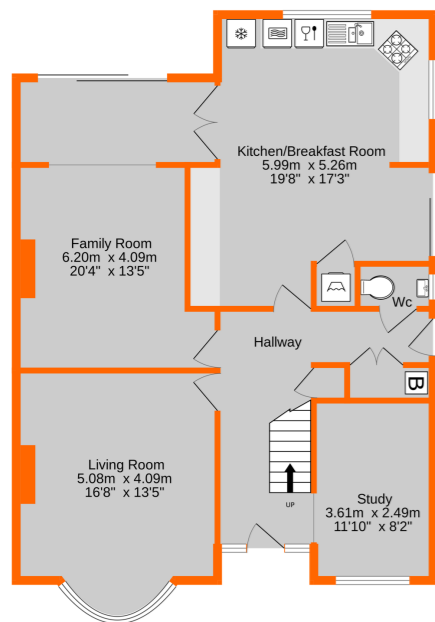 Kitchen/Breakfast Room
5.99m x 5.26m
19'8" x 17'3"
Family Room
6.20m x 4.09m
20'4" x 13'5"
Wc
Hallway
B
Living Room
5.08m x 4.09m
16'8" x 13'5"
UP
Study
3.61m x 2.49m
11'10" x 8'2"